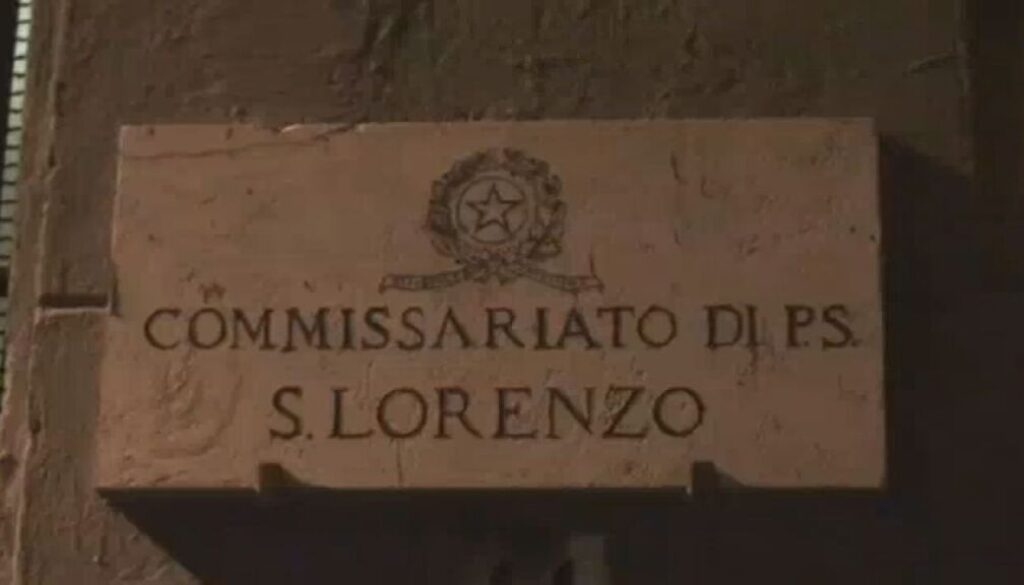 COMMISSARIATO DI P.S.
S. LORENZO